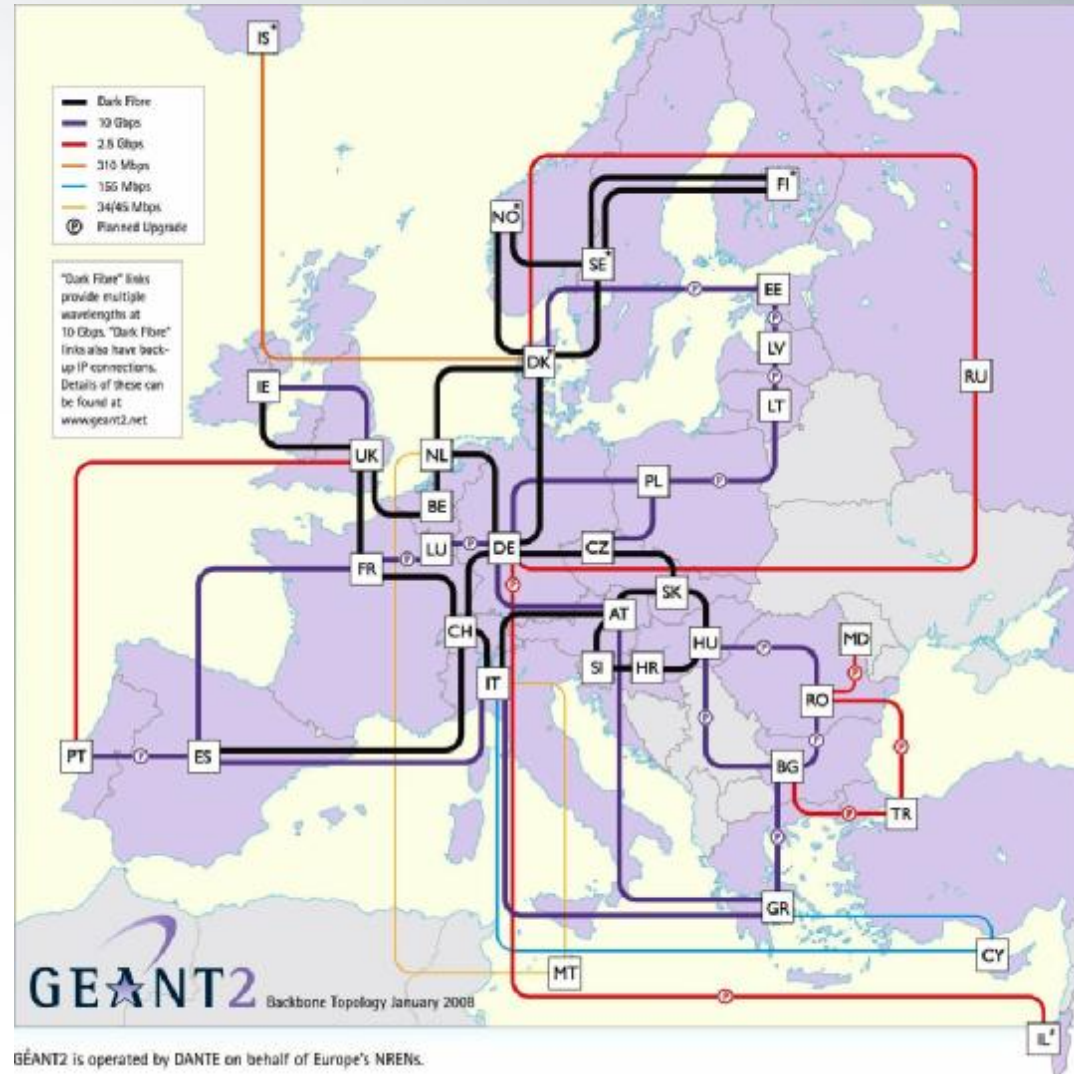 IS*
Dark Fibre
10 Gbps
2.5 Gbps
310 Mbps
155 Mbps
34/45 Mbps
P Planned Upgrade
"Dark Fibre" links
provide multiple
wavelengths at
10 Gbps. "Dark Fibre"
links also have back-
up IP connections.
Details of these can
be found at
www.geant2.net
FI*
NO*
SE*
P
EE
P
LV
DK*
P
RU
IE
LT
UK
NL
PL
P
BE
LU
P
DE
CZ
P
FR
P
SK
AT
CH
HU
P
MD
SI
HR
P
IT
RO
P
P
P
PT
P
ES
BG
P
TR
P
GR
CY
MT
GEANT2 Backbone Topology January 2008
P
IL*
GÉANT2 is operated by DANTE on behalf of Europe's NRENs.